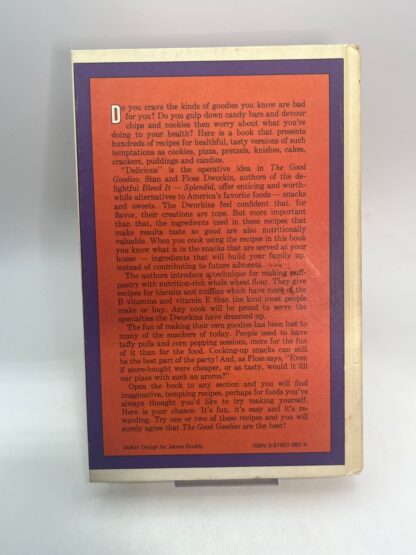 Do you crave the kinds of goodies you know are bad
for you? Do you gulp down candy bars and devour
chips and cookies then worry about what you're
doing to your health? Here is a book that presents
hundreds of recipes for healthful, tasty versions of such
temptations as cookies, pizza, pretzels, knishes, cakes,
crackers, puddings and candies.
"Delicious" is the operative idea in The Good
Goodies. Stan and Floss Dworkin, authors of the de-
lightful Blend It — Splendid, offer enticing and worth-
while alternatives to America's favorite foods — snacks
and sweets. The Dworkins feel confident that, for
flavor, their creations are tops. But more important
than that, the ingredients used in these recipes that
make results taste so good are also nutritionally
valuable. When you cook using the recipes in this book
you know what is in the snacks that are served at your
house — ingredients that will build your family up
instead of contributing to future ailments.
The authors introduce a technique for making puff-
pastry with nutrition-rich whole wheat flour. They give
recipes for biscuits and muffins which have more of the
B vitamins and vitamin E than the kind most people
make or buy. Any cook will be proud to serve the
specialties the Dworkins have dreamed up.
The fun of making their own goodies has been lost to
many of the snackers of today. People used to have
taffy pulls and corn popping sessions, more for the fun
of it than for the food. Cooking-up snacks can still
be the best part of the party! And, as Floss says, "Even
if store-bought were cheaper, or as tasty, would it fill
our place with such an aroma?"
Open the book to any section and you will find
imaginative, tempting recipes, perhaps for foods you've
always thought you'd like to try making yourself.
Here is your chance. It's fun, it's easy and it's re-
warding. Try one or two of these recipes and you will
surely agree that The Good Goodies are the best!
Jacket Design by James Doddy
ISBN 0-87857-087-X